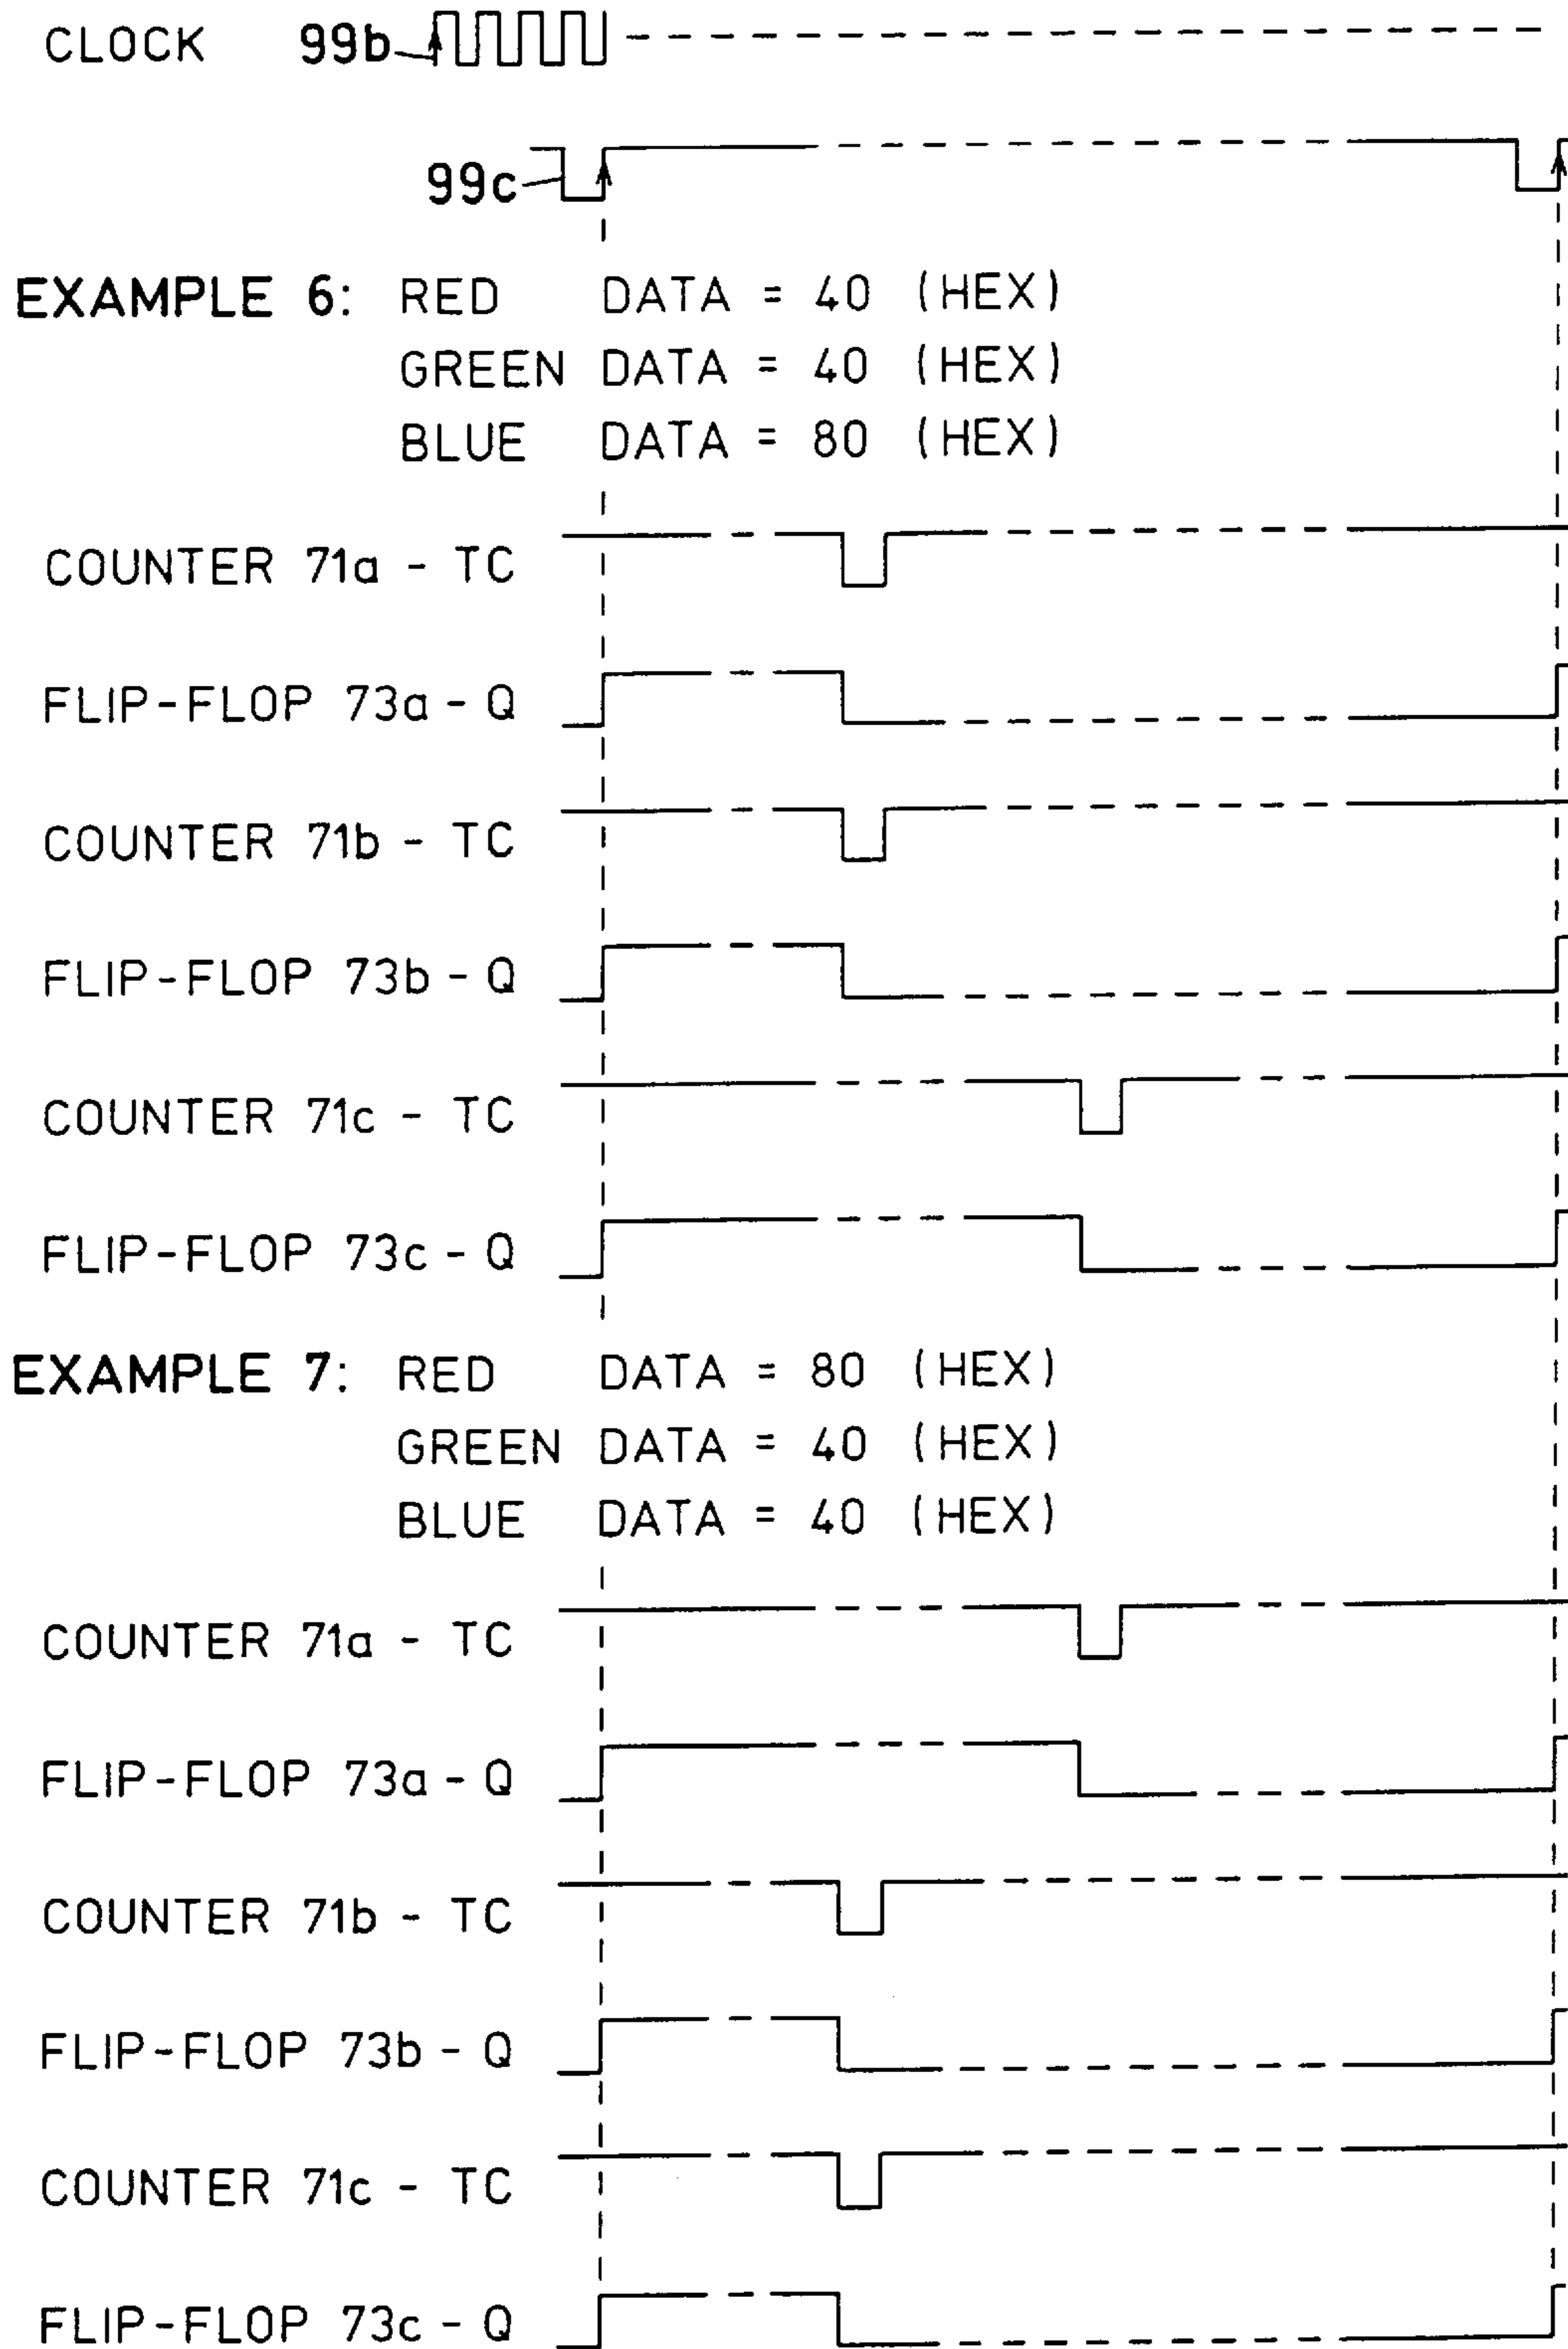 CLOCK 99b
99c
EXAMPLE 6: RED DATA = 40 (HEX)
GREEN DATA = 40 (HEX)
BLUE DATA = 80 (HEX)
COUNTER 71a - TC
FLIP-FLOP 73a - Q
COUNTER 71b - TC
FLIP-FLOP 73b - Q
COUNTER 71c - TC
FLIP-FLOP 73c - Q
EXAMPLE 7: RED DATA = 80 (HEX)
GREEN DATA = 40 (HEX)
BLUE DATA = 40 (HEX)
COUNTER 71a - TC
FLIP-FLOP 73a - Q
COUNTER 71b - TC
FLIP-FLOP 73b - Q
COUNTER 71c - TC
FLIP-FLOP 73c - Q